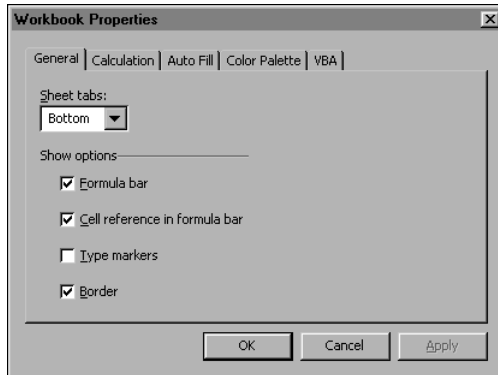 Workbook Properties
General Calculation Auto Fill Color Palette VBA
Sheet tabs:
Bottom
Show options
Formula bar
Cell reference in formula bar
Type markers
Border
OK Cancel Apply